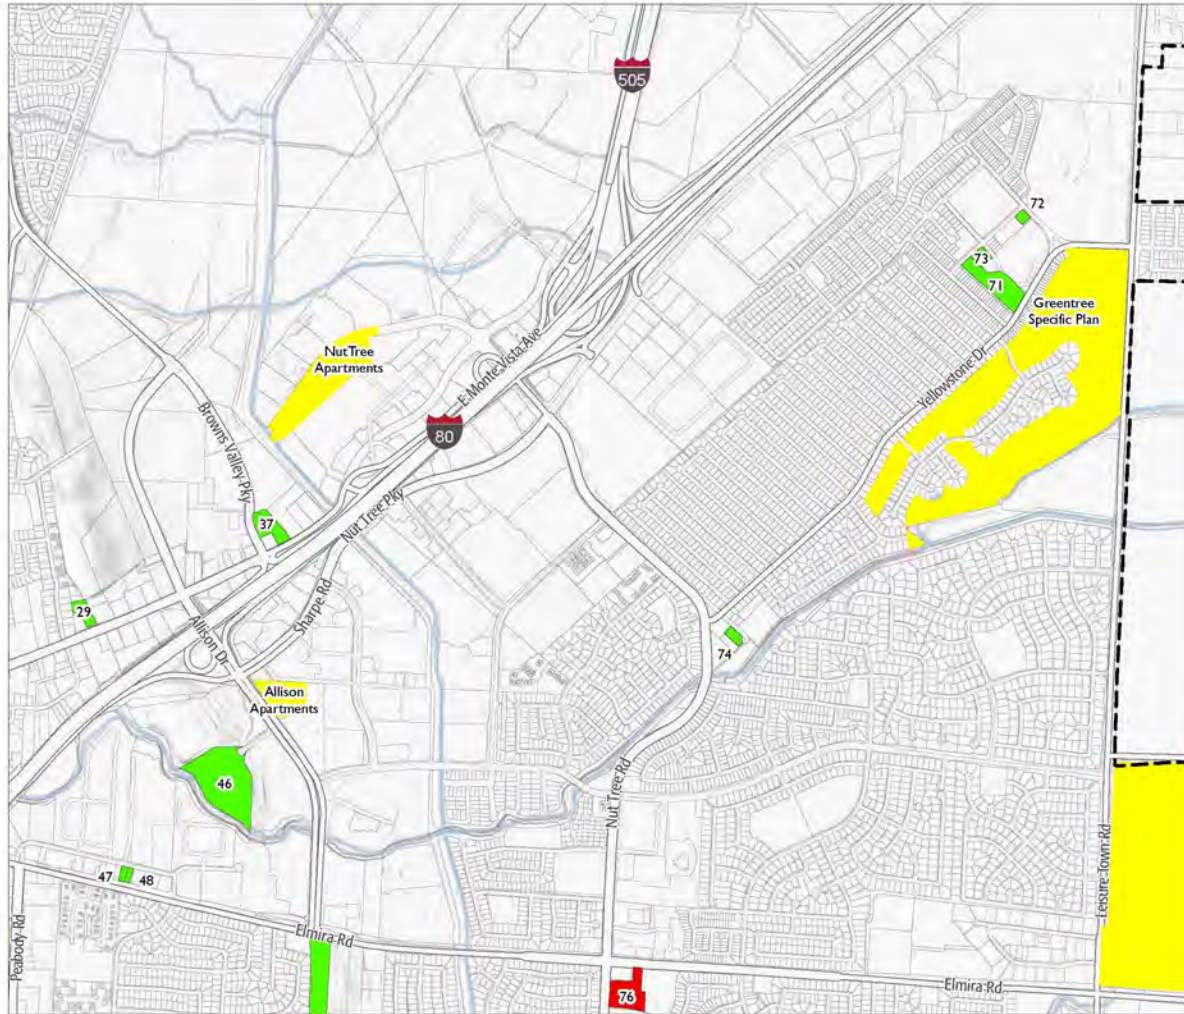 505
72
73
71
Greentree
Specific Plan
Nut Tree
Apartments
E Monte Vista Ave
Yellowstone Dr
80
Browns Valley Pky
37
Nut Tree Pky
29
Sharpe Rd
Allison Dr
74
Allison
Apartments
46
Nut Tree Rd
47
48
Leisure Town Rd
Peabody Rd
Elmira Rd
76
Elmira Rd